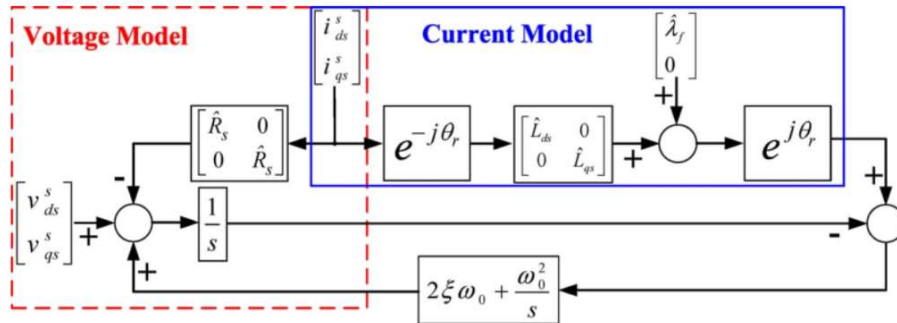 Voltage Model
Current Model
[i^s_ds
i^s_qs]
[λ̂_f
0]
[R̂_s 0
0 R̂_s]
e^{-jθ_r}
[L̂_ds 0
0 L̂_qs]
e^{jθ_r}
+
+
-
+
[v^s_ds
v^s_qs]
+
1/s
-
+
2ξω_0 + ω_0^2/s